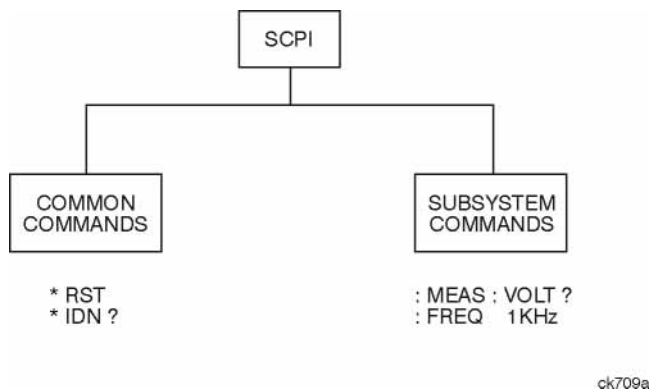 SCPI
COMMON
COMMANDS
SUBSYSTEM
COMMANDS
* RST
* IDN ?
: MEAS : VOLT ?
: FREQ 1KHz
ck709a